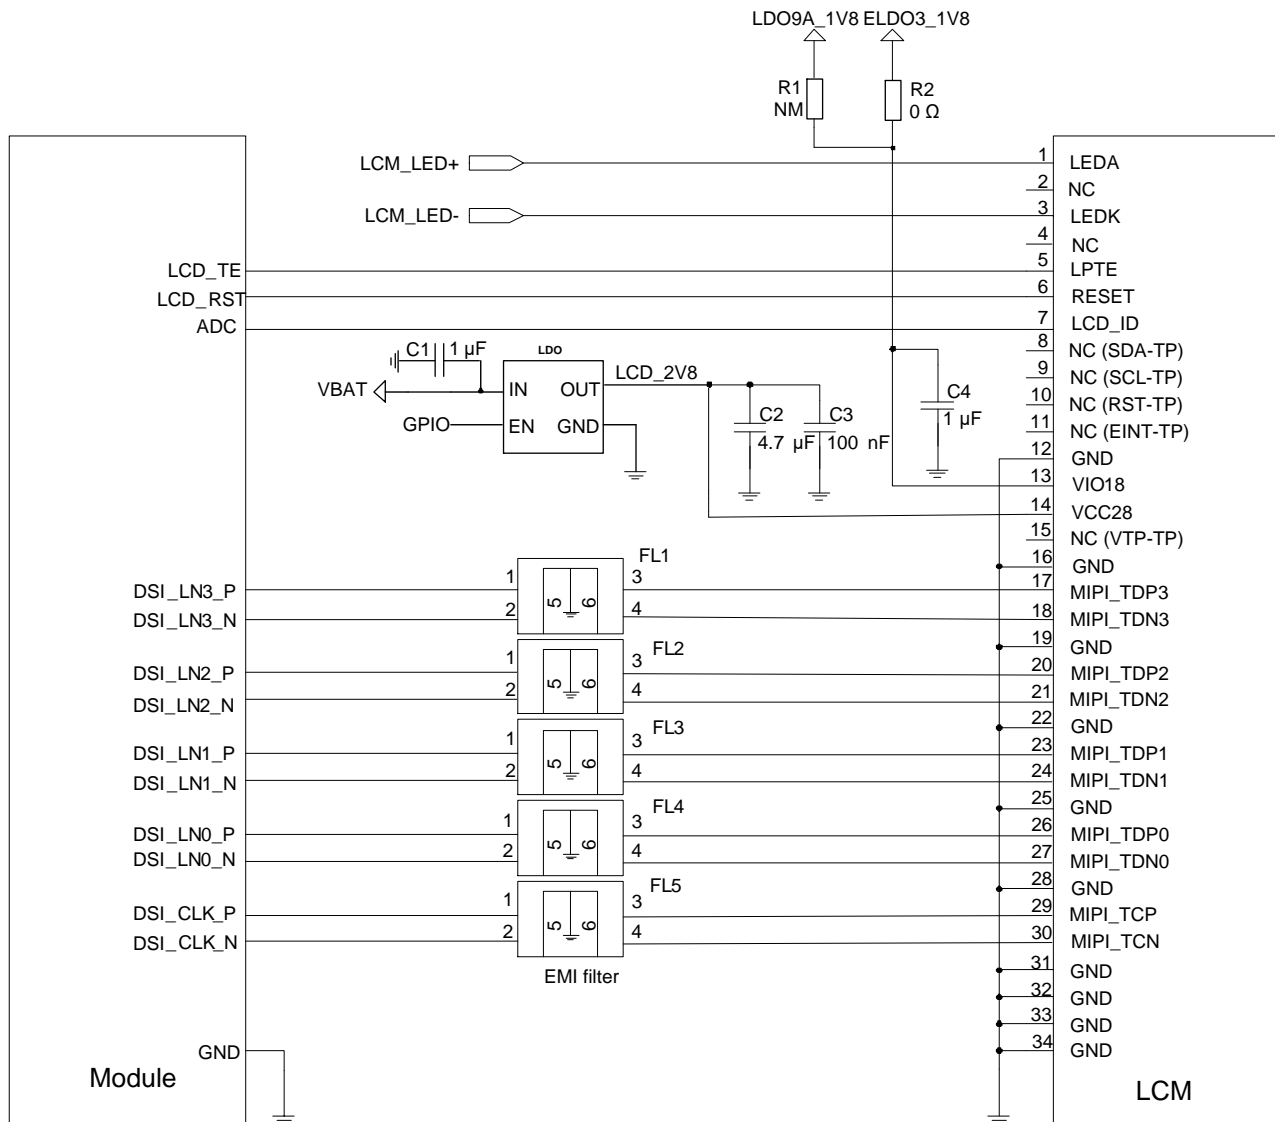 LDO9A_1V8 ELDO3_1V8
R1
NM
R2
0 Ω
LCM_LED+
1 LEDA
2 NC
LCM_LED-
3 LEDK
4 NC
LCD_TE
5 LPTE
LCD_RST
6 RESET
ADC
7 LCD_ID
8 NC (SDA-TP)
9 NC (SCL-TP)
10 NC (RST-TP)
11 NC (EINT-TP)
12 GND
13 VIO18
14 VCC28
15 NC (VTP-TP)
16 GND
C1 1 µF
LDO
VBAT
IN OUT
LCD_2V8
GPIO
EN GND
C2
4.7 µF
C3
100 nF
C4
1 µF
FL1
DSI_LN3_P 1 5 6 3 17 MIPI_TDP3
DSI_LN3_N 2 4 18 MIPI_TDN3
19 GND
FL2
DSI_LN2_P 1 5 6 3 20 MIPI_TDP2
DSI_LN2_N 2 4 21 MIPI_TDN2
22 GND
FL3
DSI_LN1_P 1 5 6 3 23 MIPI_TDP1
DSI_LN1_N 2 4 24 MIPI_TDN1
25 GND
FL4
DSI_LN0_P 1 5 6 3 26 MIPI_TDP0
DSI_LN0_N 2 4 27 MIPI_TDN0
28 GND
FL5
DSI_CLK_P 1 5 6 3 29 MIPI_TCP
DSI_CLK_N 2 4 30 MIPI_TCN
EMI filter
31 GND
32 GND
33 GND
34 GND
GND
Module
LCM